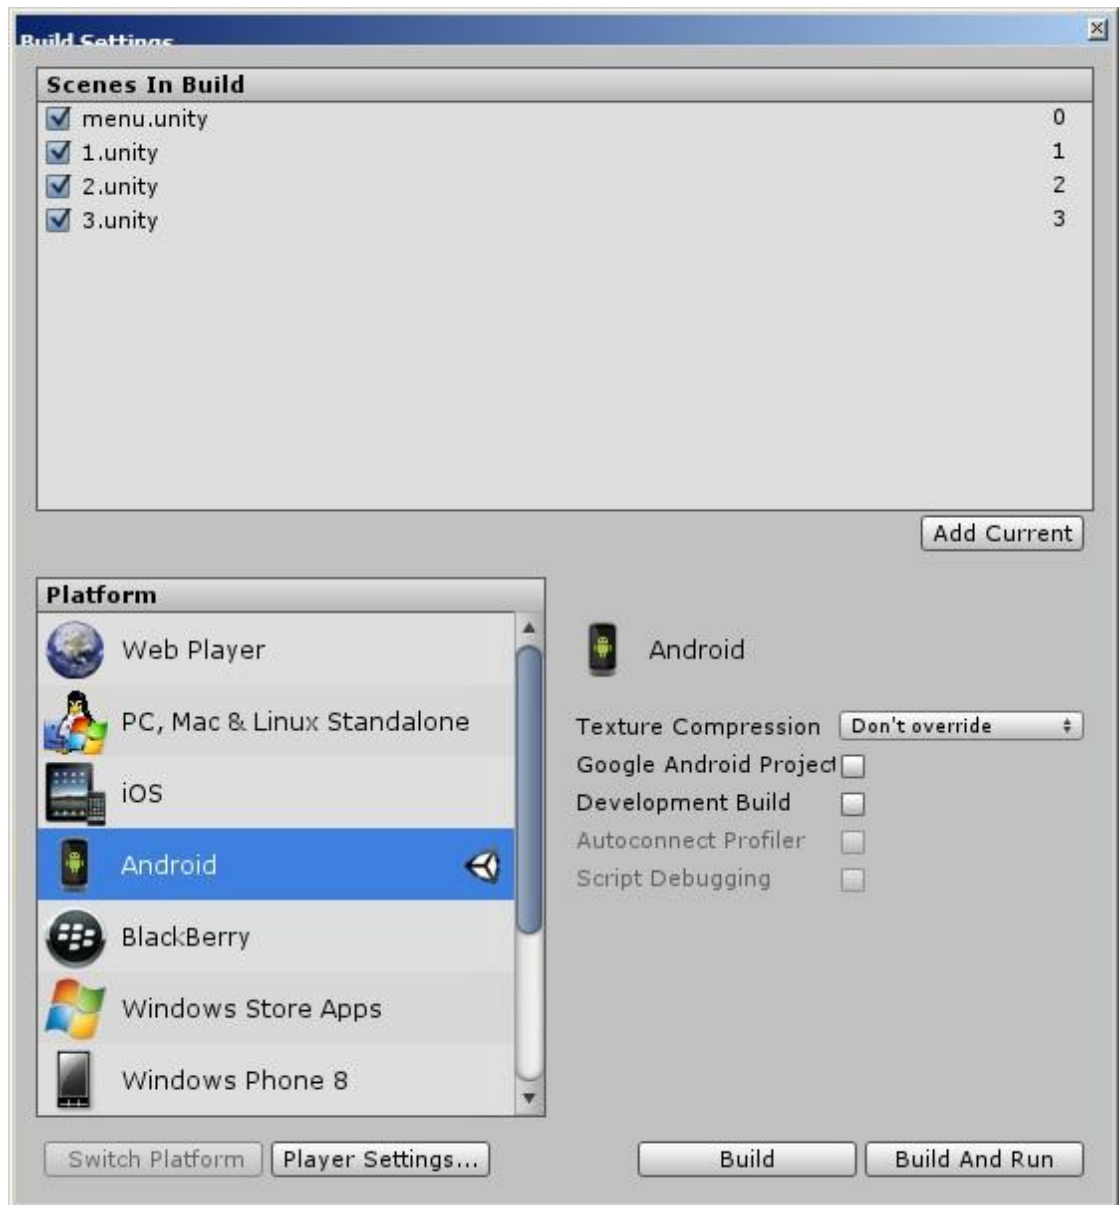 Build Settings
Scenes In Build
menu.unity 0
1.unity 1
2.unity 2
3.unity 3
Add Current
Platform
Web Player
PC, Mac & Linux Standalone
iOS
Android
BlackBerry
Windows Store Apps
Windows Phone 8
Android
Texture Compression Don't override
Google Android Project
Development Build
Autoconnect Profiler
Script Debugging
Switch Platform Player Settings... Build Build And Run